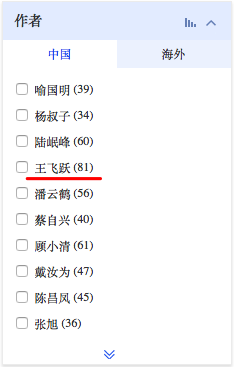 作者
中国 海外
喻国明 (39)
杨叔子 (34)
陆岷峰 (60)
王飞跃 (81)
潘云鹤 (56)
蔡自兴 (40)
顾小清 (61)
戴汝为 (47)
陈昌凤 (45)
张旭 (36)